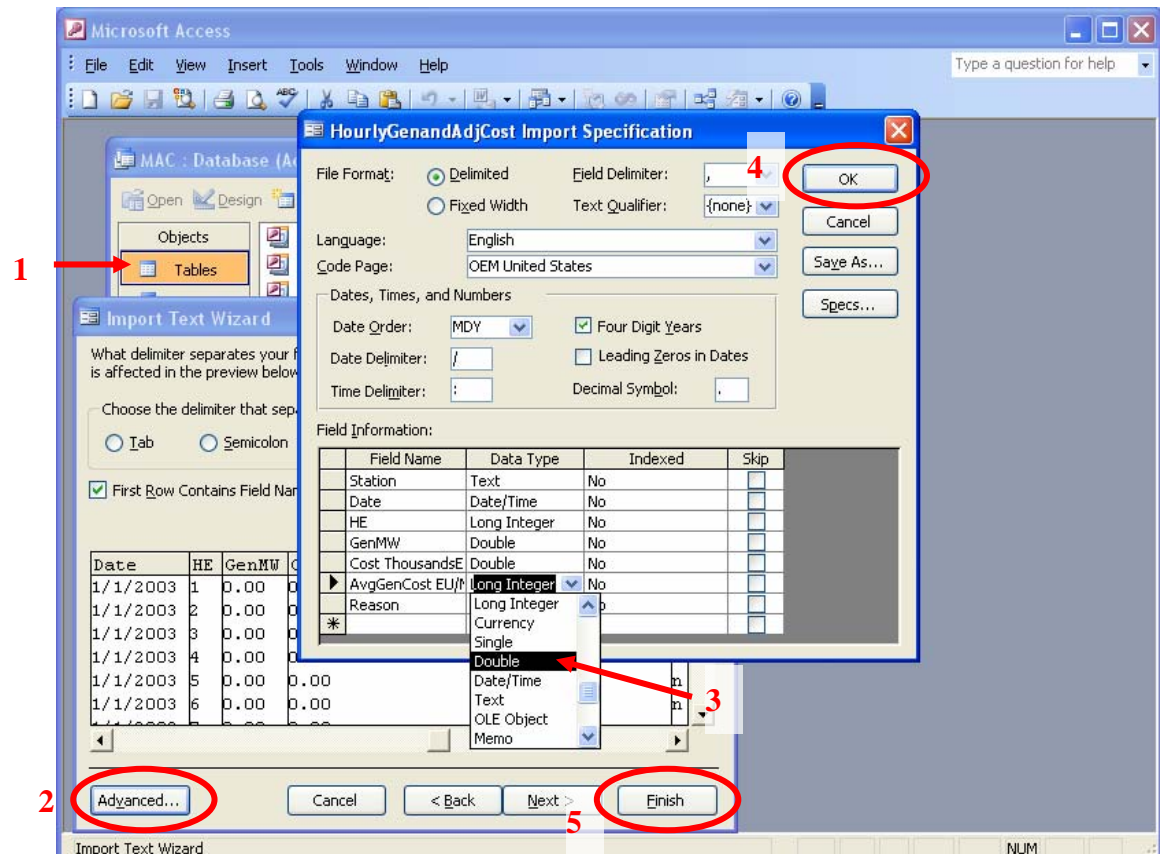 Microsoft Access
File Edit View Insert Tools Window Help
Type a question for help
HourlyGenandAdjCost Import Specification
MAC : Database (Ac
Open Design
Objects
1
Tables
File Format: Delimited Field Delimiter: ,
4
OK
Fixed Width Text Qualifier: {none}
Cancel
Language: English
Code Page: OEM United States
Save As...
Specs...
Dates, Times, and Numbers
Date Order: MDY Four Digit Years
Date Delimiter: / Leading Zeros in Dates
Time Delimiter: : Decimal Symbol: .
Field Information:
Field Name Data Type Indexed Skip
Station Text No
Date Date/Time No
HE Long Integer No
GenMW Double No
Cost ThousandsE Double No
AvgGenCost EU/M Long Integer No
Reason
Long Integer
Currency
Single
Double
Date/Time
Text
OLE Object
Memo
3
Import Text Wizard
What delimiter separates your f
is affected in the preview below
Choose the delimiter that sep
Tab Semicolon
First Row Contains Field Nam
Date HE GenMW C
1/1/2003 1 0.00 0
1/1/2003 2 0.00 0
1/1/2003 3 0.00 0
1/1/2003 4 0.00 0
1/1/2003 5 0.00 0.00 n
1/1/2003 6 0.00 0.00 n
2
Advanced... Cancel < Back Next > Finish
5
Import Text Wizard NUM